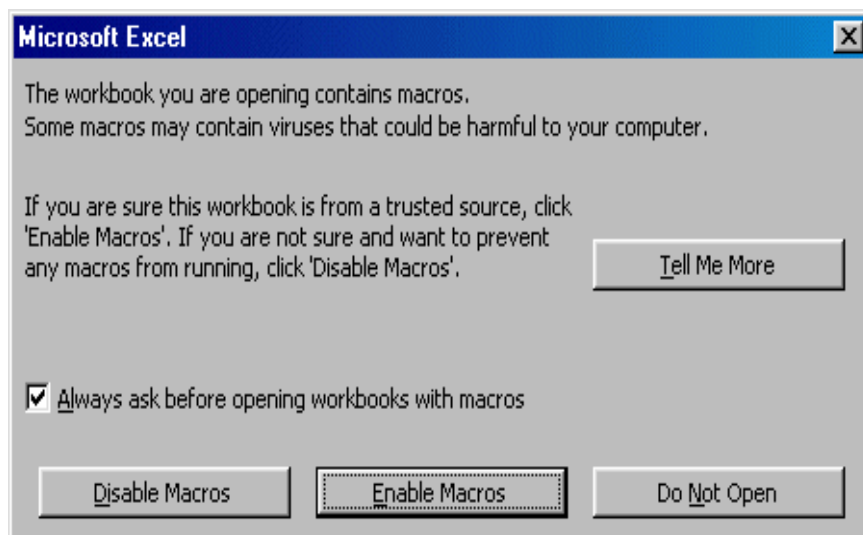 Microsoft Excel
The workbook you are opening contains macros.
Some macros may contain viruses that could be harmful to your computer.
If you are sure this workbook is from a trusted source, click
'Enable Macros'. If you are not sure and want to prevent
any macros from running, click 'Disable Macros'.
Tell Me More
Always ask before opening workbooks with macros
Disable Macros
Enable Macros
Do Not Open